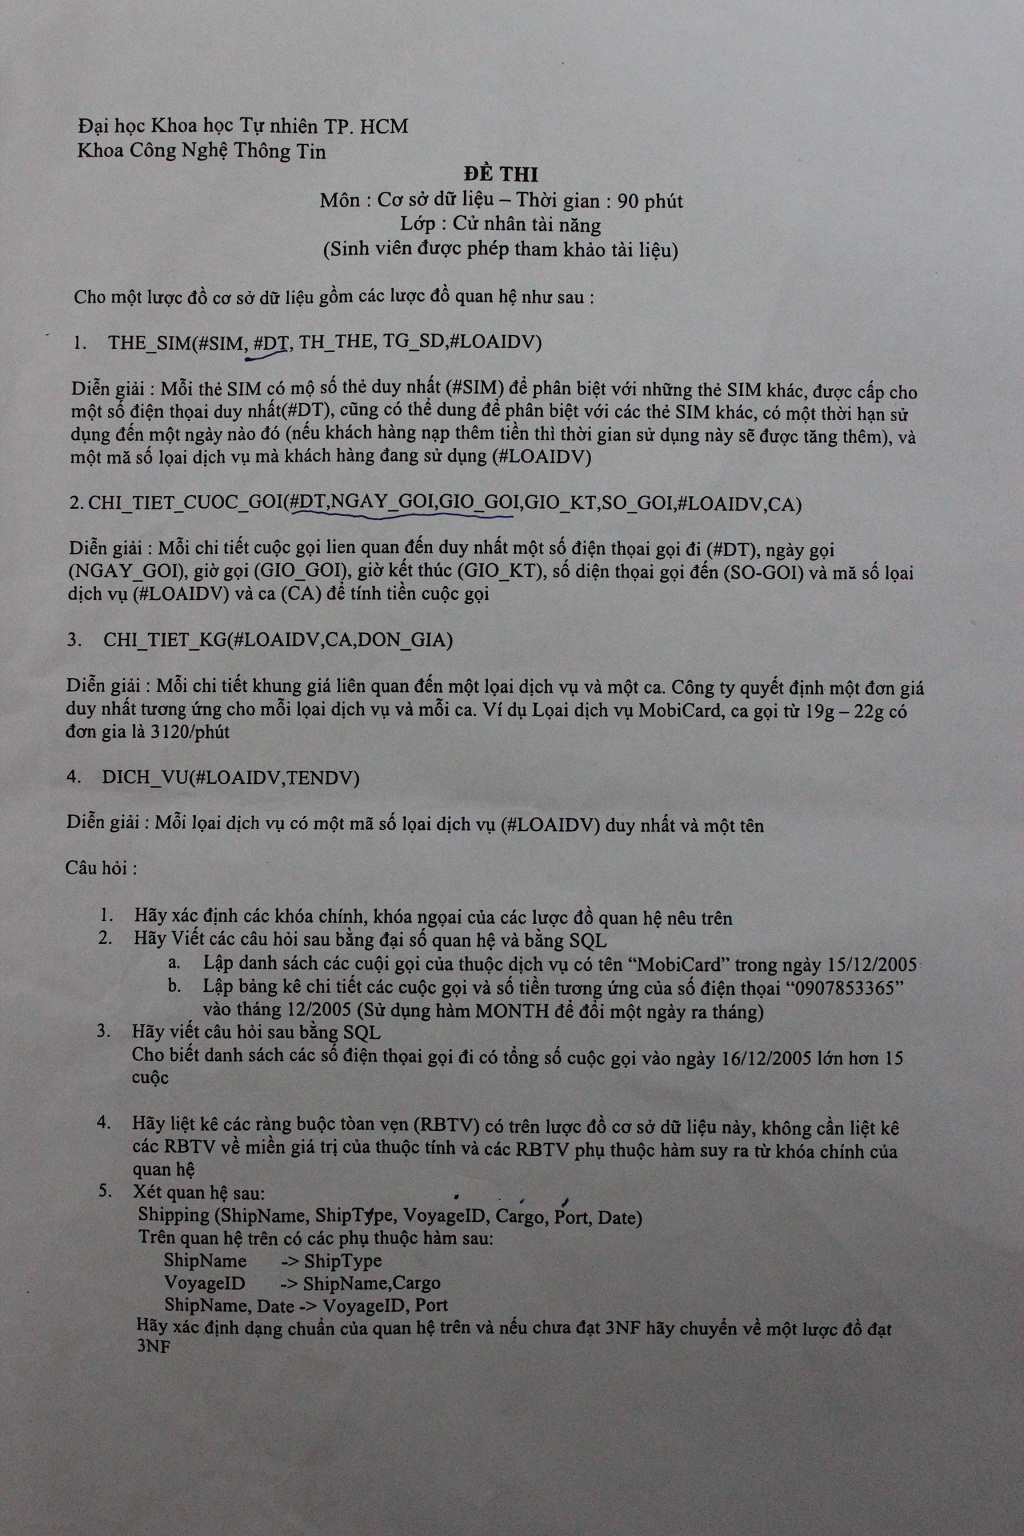 Đại học Khoa học Tự nhiên TP. HCM
Khoa Công Nghệ Thông Tin
ĐỀ THI
Môn : Cơ sở dữ liệu – Thời gian : 90 phút
Lớp : Cử nhân tài năng
(Sinh viên được phép tham khảo tài liệu)
Cho một lược đồ cơ sở dữ liệu gồm các lược đồ quan hệ như sau :
1. THE_SIM(#SIM, #DT, TH_THE, TG_SD,#LOAIDV)
Diễn giải : Mỗi thẻ SIM có mộ số thẻ duy nhất (#SIM) để phân biệt với những thẻ SIM khác, được cấp cho
một số điện thọai duy nhất(#DT), cũng có thể dung để phân biệt với các thẻ SIM khác, có một thời hạn sử
dụng đến một ngày nào đó (nếu khách hàng nạp thêm tiền thì thời gian sử dụng này sẽ được tăng thêm), và
một mã số lọai dịch vụ mà khách hàng đang sử dụng (#LOAIDV)
2. CHI_TIET_CUOC_GOI(#DT,NGAY_GOI,GIO_GOI,GIO_KT,SO_GOI,#LOAIDV,CA)
Diễn giải : Mỗi chi tiết cuộc gọi lien quan đến duy nhất một số điện thọai gọi đi (#DT), ngày gọi
(NGAY_GOI), giờ gọi (GIO_GOI), giờ kết thúc (GIO_KT), số diện thọai gọi đến (SO-GOI) và mã số lọai
dịch vụ (#LOAIDV) và ca (CA) để tính tiền cuộc gọi
3. CHI_TIET_KG(#LOAIDV,CA,DON_GIA)
Diễn giải : Mỗi chi tiết khung giá liên quan đến một lọai dịch vụ và một ca. Công ty quyết định một đơn giá
duy nhất tương ứng cho mỗi lọai dịch vụ và mỗi ca. Ví dụ Lọai dịch vụ MobiCard, ca gọi từ 19g – 22g có
đơn gia là 3120/phút
4. DICH_VU(#LOAIDV,TENDV)
Diễn giải : Mỗi lọai dịch vụ có một mã số lọai dịch vụ (#LOAIDV) duy nhất và một tên
Câu hỏi :
1. Hãy xác định các khóa chính, khóa ngọai của các lược đồ quan hệ nêu trên
2. Hãy Viết các câu hỏi sau bằng đại số quan hệ và bằng SQL
a. Lập danh sách các cuội gọi của thuộc dịch vụ có tên “MobiCard” trong ngày 15/12/2005
b. Lập bảng kê chi tiết các cuộc gọi và số tiền tương ứng của số điện thọai “0907853365”
vào tháng 12/2005 (Sử dụng hàm MONTH để đổi một ngày ra tháng)
3. Hãy viết câu hỏi sau bằng SQL
Cho biết danh sách các số điện thọai gọi đi có tổng số cuộc gọi vào ngày 16/12/2005 lớn hơn 15
cuộc
4. Hãy liệt kê các ràng buộc tòan vẹn (RBTV) có trên lược đồ cơ sở dữ liệu này, không cần liệt kê
các RBTV về miền giá trị của thuộc tính và các RBTV phụ thuộc hàm suy ra từ khóa chính của
quan hệ
5. Xét quan hệ sau:
Shipping (ShipName, ShipType, VoyageID, Cargo, Port, Date)
Trên quan hệ trên có các phụ thuộc hàm sau:
ShipName -> ShipType
VoyageID -> ShipName,Cargo
ShipName, Date -> VoyageID, Port
Hãy xác định dạng chuẩn của quan hệ trên và nếu chưa đạt 3NF hãy chuyển về một lược đồ đạt
3NF